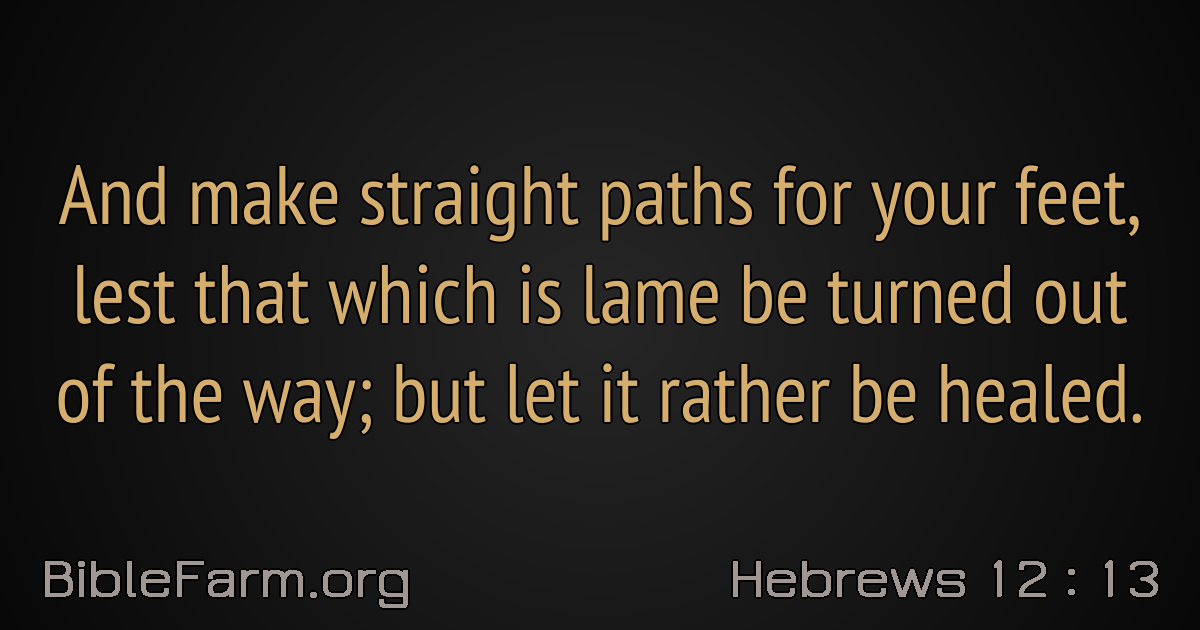 And make straight paths for your feet,
lest that which is lame be turned out
of the way; but let it rather be healed.
BibleFarm.org
Hebrews 12 : 13